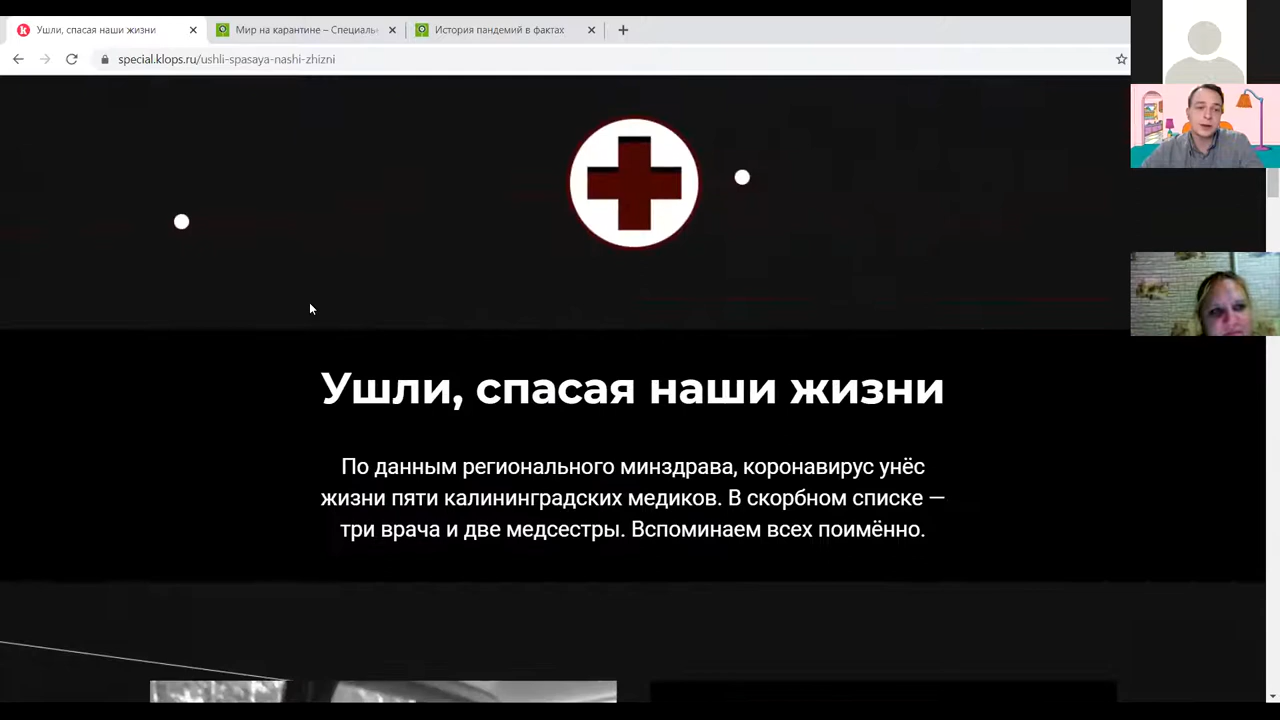 Ушли, спасая наши жизни
Мир на карантине – Специаль
История пандемий в фактах
special.klops.ru/ushli-spasaya-nashi-zhizni
Ушли, спасая наши жизни
По данным регионального минздрава, коронавирус унёс
жизни пяти калининградских медиков. В скорбном списке —
три врача и две медсестры. Вспоминаем всех поимённо.